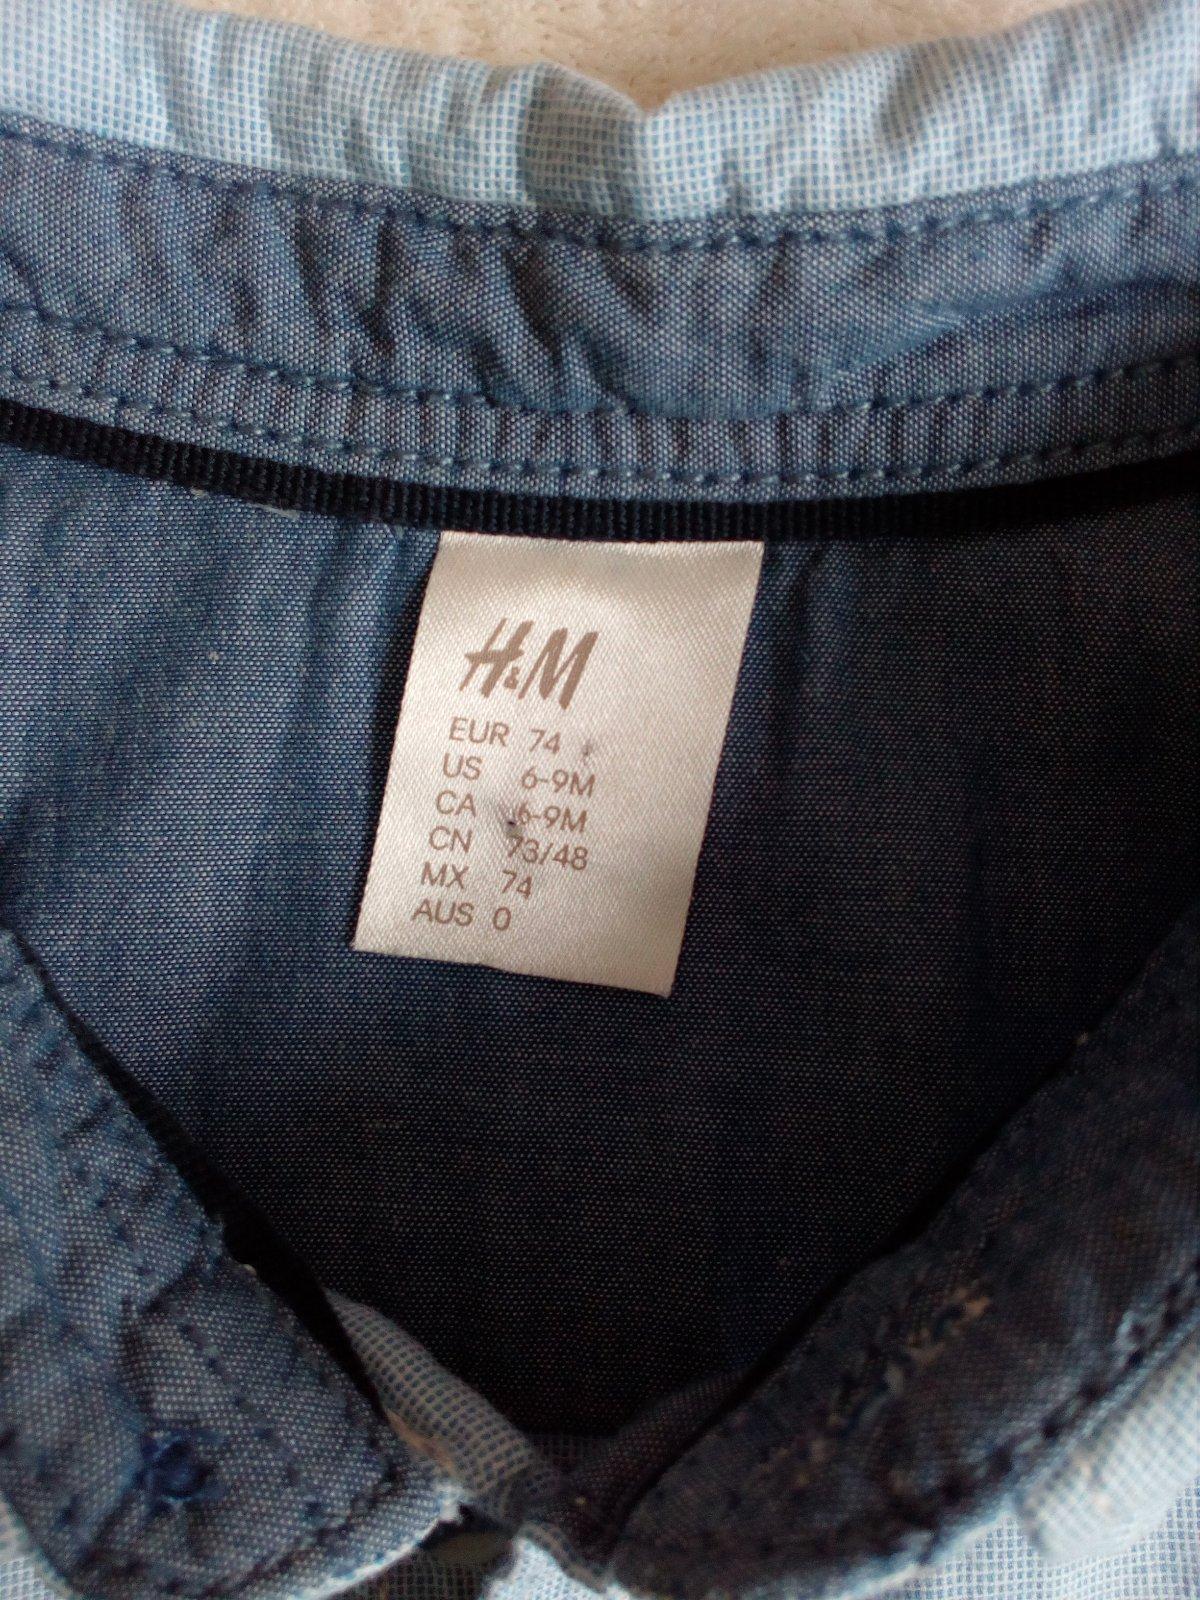 H&M
EUR 74
US 6-9M
CA 6-9M
CN 73/48
MX 74
AUS 0